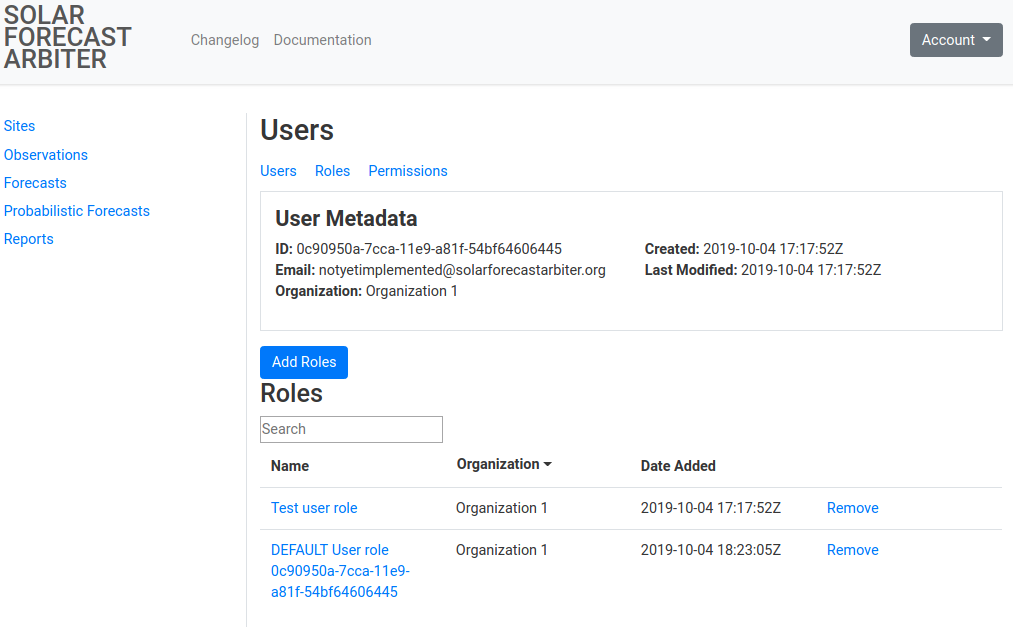 SOLAR
FORECAST
ARBITER
Changelog Documentation
Account
Sites
Observations
Forecasts
Probabilistic Forecasts
Reports
Users
Users Roles Permissions
User Metadata
ID: 0c90950a-7cca-11e9-a81f-54bf64606445 Created: 2019-10-04 17:17:52Z
Email: notyetimplemented@solarforecastarbiter.org Last Modified: 2019-10-04 17:17:52Z
Organization: Organization 1
Add Roles
Roles
Search
Name Organization Date Added
Test user role Organization 1 2019-10-04 17:17:52Z Remove
DEFAULT User role Organization 1 2019-10-04 18:23:05Z Remove
0c90950a-7cca-11e9-
a81f-54bf64606445